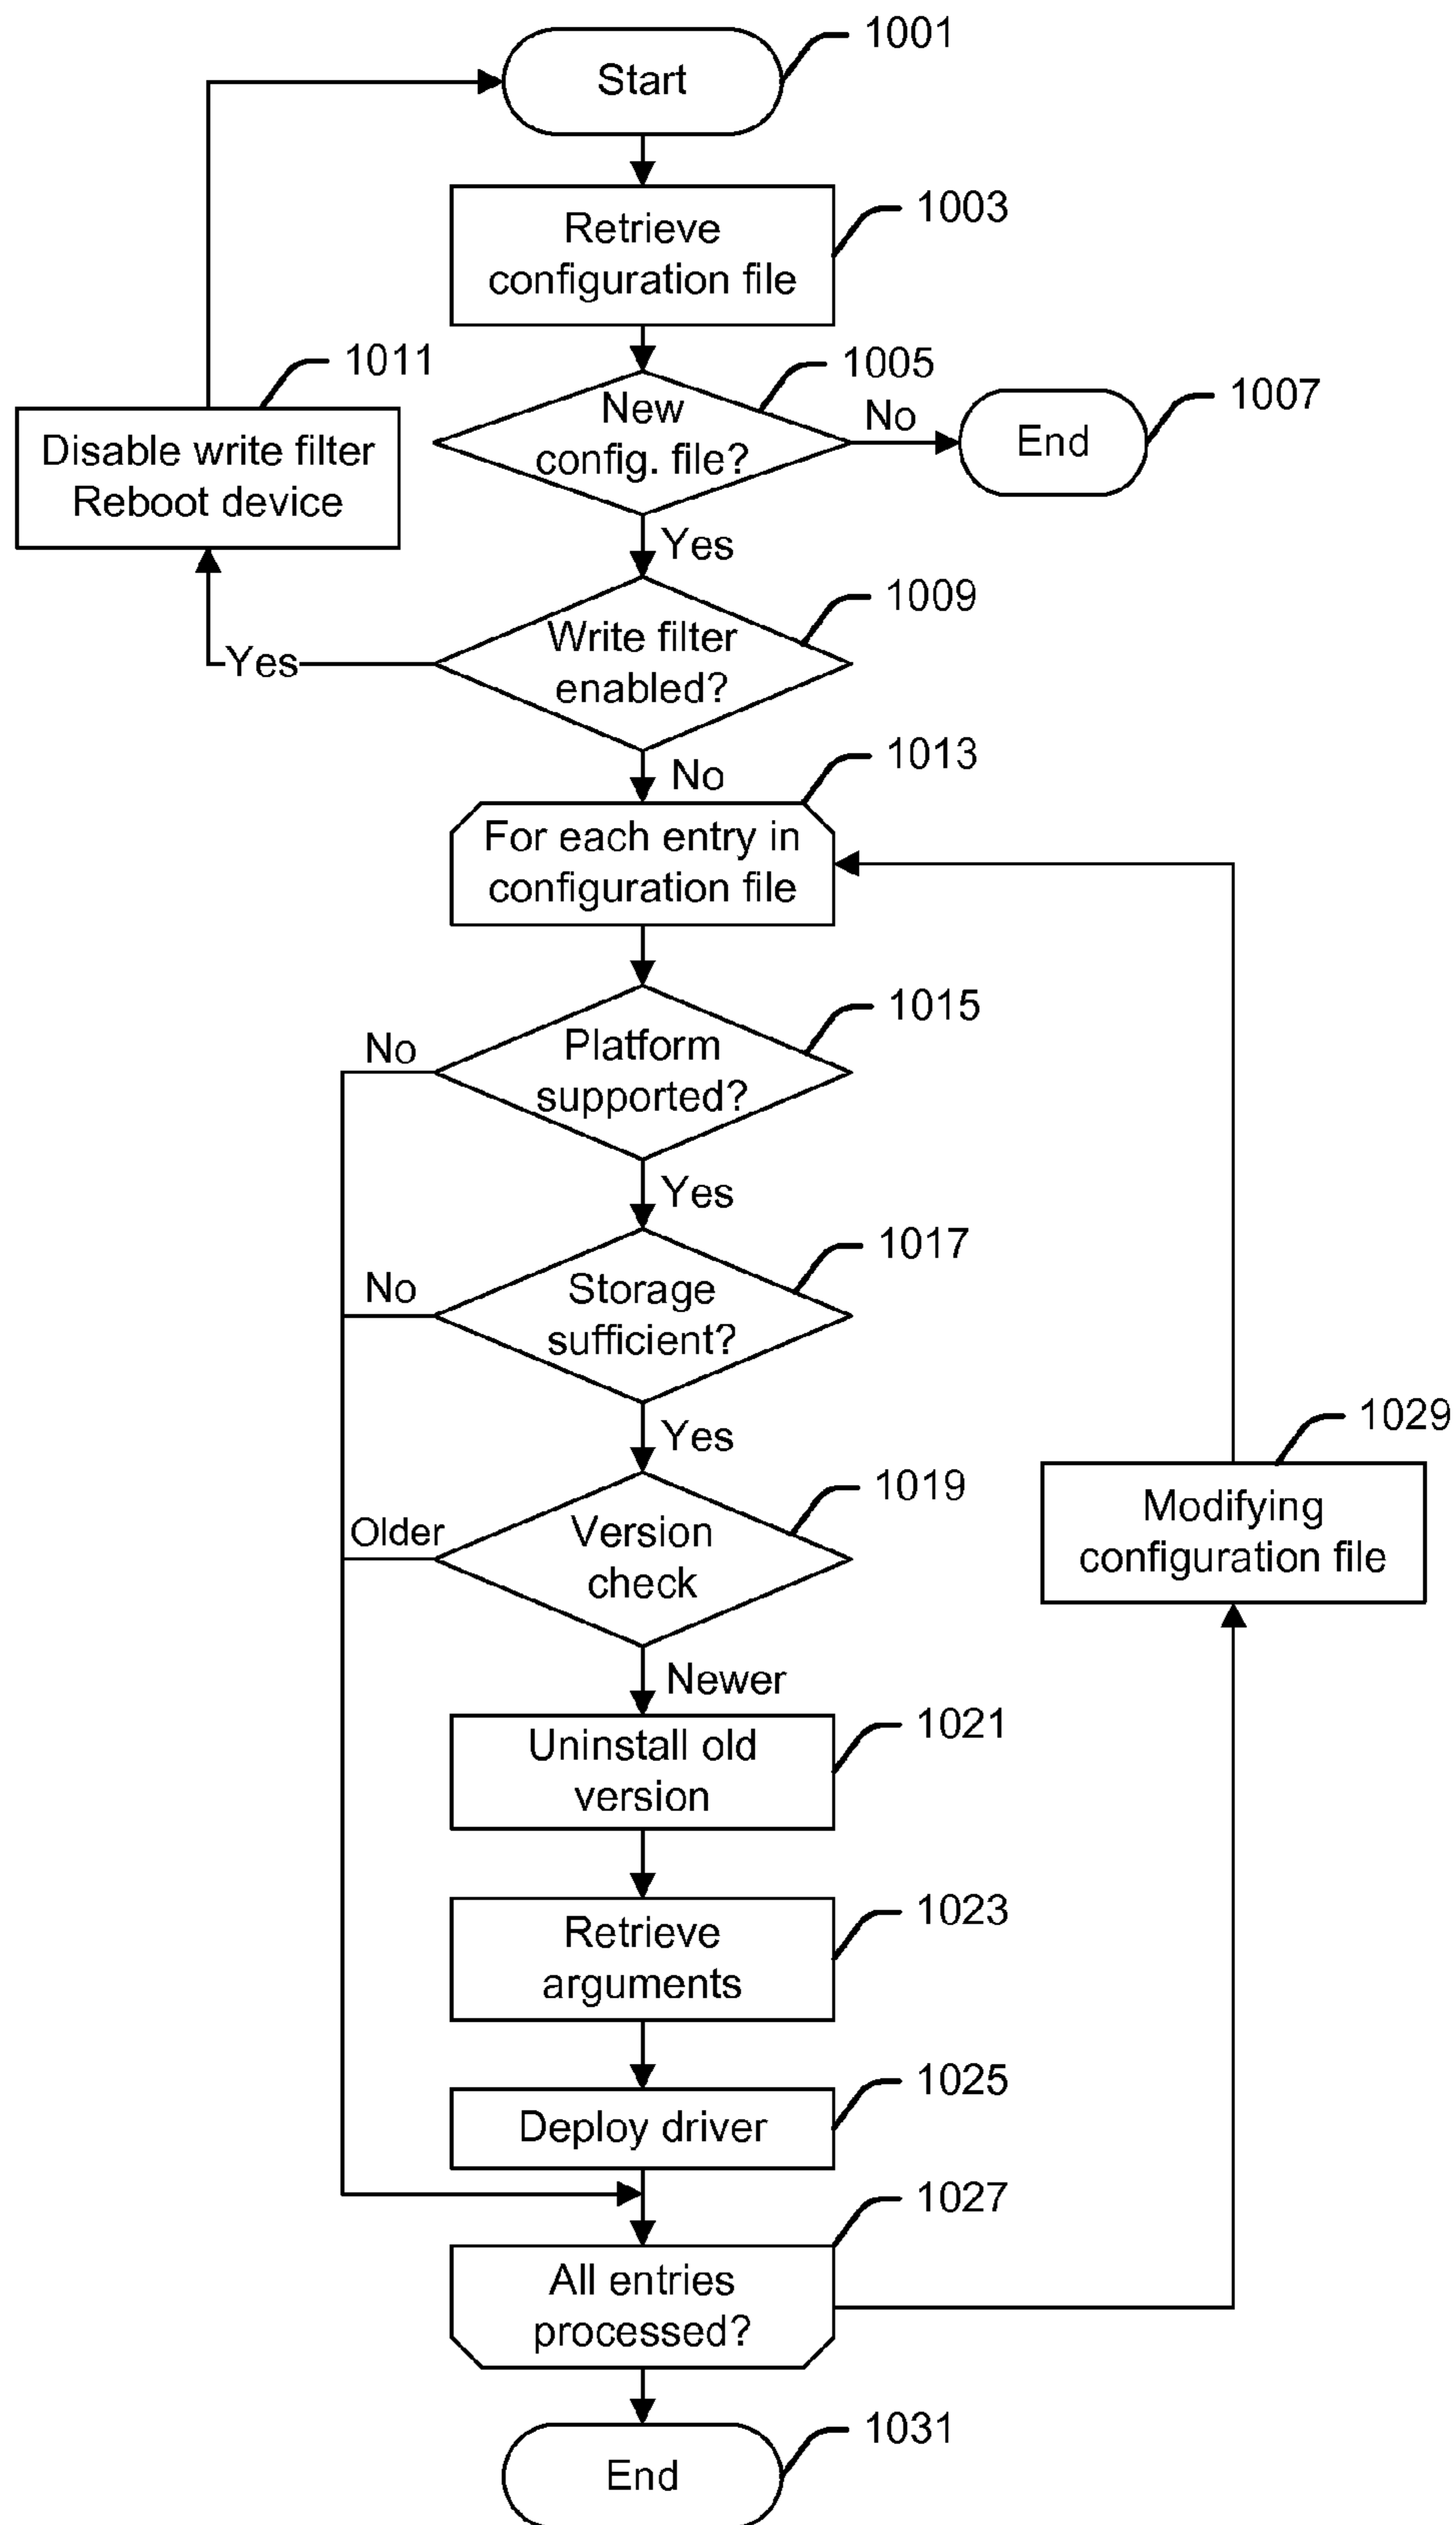 1001
Start
1003
Retrieve
configuration file
1011
Disable write filter
Reboot device
1005
New
config. file?
No
1007
End
Yes
1009
Write filter
enabled?
Yes
No
1013
For each entry in
configuration file
1015
Platform
supported?
No
Yes
1017
Storage
sufficient?
No
Yes
1029
Modifying
configuration file
1019
Version
check
Older
Newer
1021
Uninstall old
version
1023
Retrieve
arguments
1025
Deploy driver
1027
All entries
processed?
1031
End